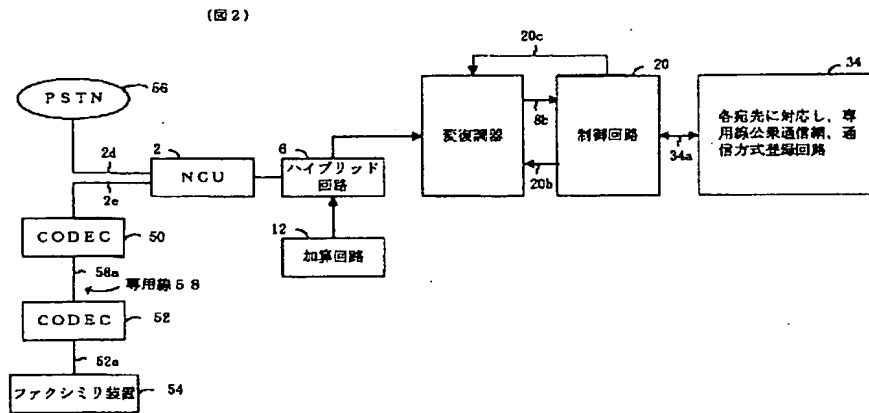 (図2)
20c
20
34
PSTN
56
2d
2
NCU
2e
6
ハイブリッド
回路
変復調器
8b
20b
制御回路
34a
各宛先に対応し、専
用線公衆通信網、通
信方式登録回路
CODEC
50
12
加算回路
58a
専用線58
CODEC
52
52a
ファクシミリ装置
54